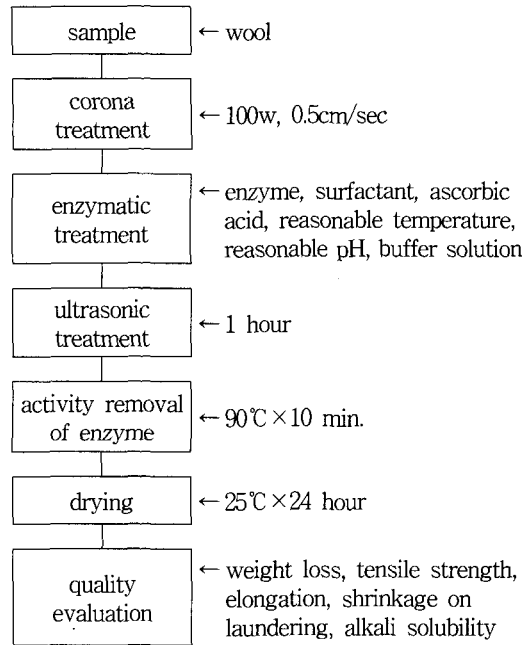 sample ← wool
corona
treatment
← 100w, 0.5cm/sec
enzymatic
treatment
← enzyme, surfactant, ascorbic
acid, reasonable temperature,
reasonable pH, buffer solution
ultrasonic
treatment
← 1 hour
activity removal
of enzyme
← 90℃×10 min.
drying ← 25℃×24 hour
quality
evaluation
← weight loss, tensile strength,
elongation, shrinkage on
laundering, alkali solubility